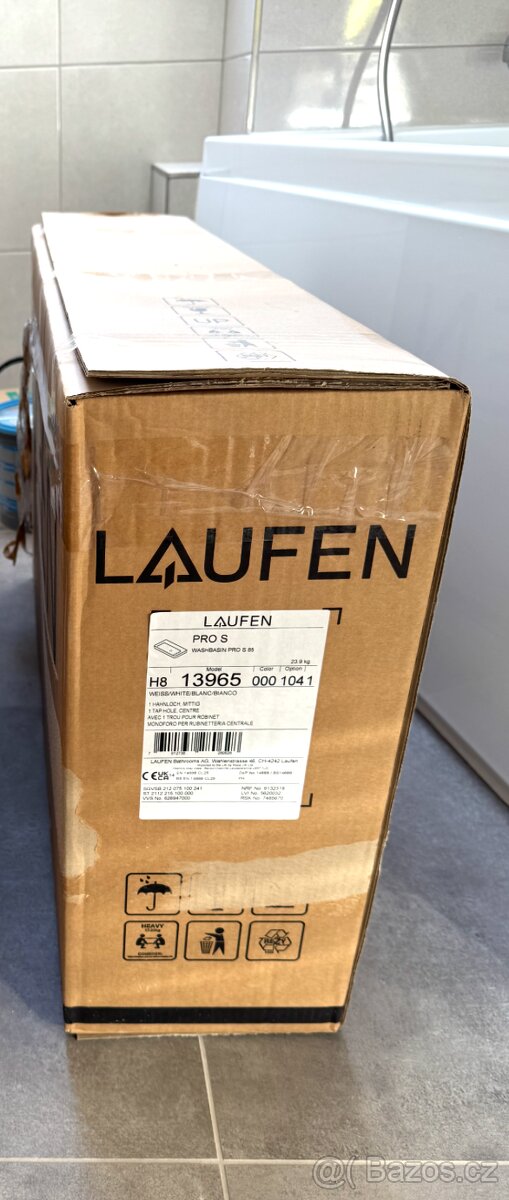 UP
LAUFEN
LAUFEN
PRO S
WASHBASIN PRO S 85
23.9 kg
Model Color Option
H8 13965 000 104 1
WEISS/WHITE/BLANC/BIANCO
1 HAHNLOCH, MITTIG
1 TAP HOLE, CENTRE
AVEC 1 TROU POUR ROBINET
MONOFORO PER RUBINETTERIA CENTRALE
LAUFEN Bathrooms AG, Wahlenstrasse 46, CH-4242 Laufen
HEAVY
RESY
@( Bazos.cz